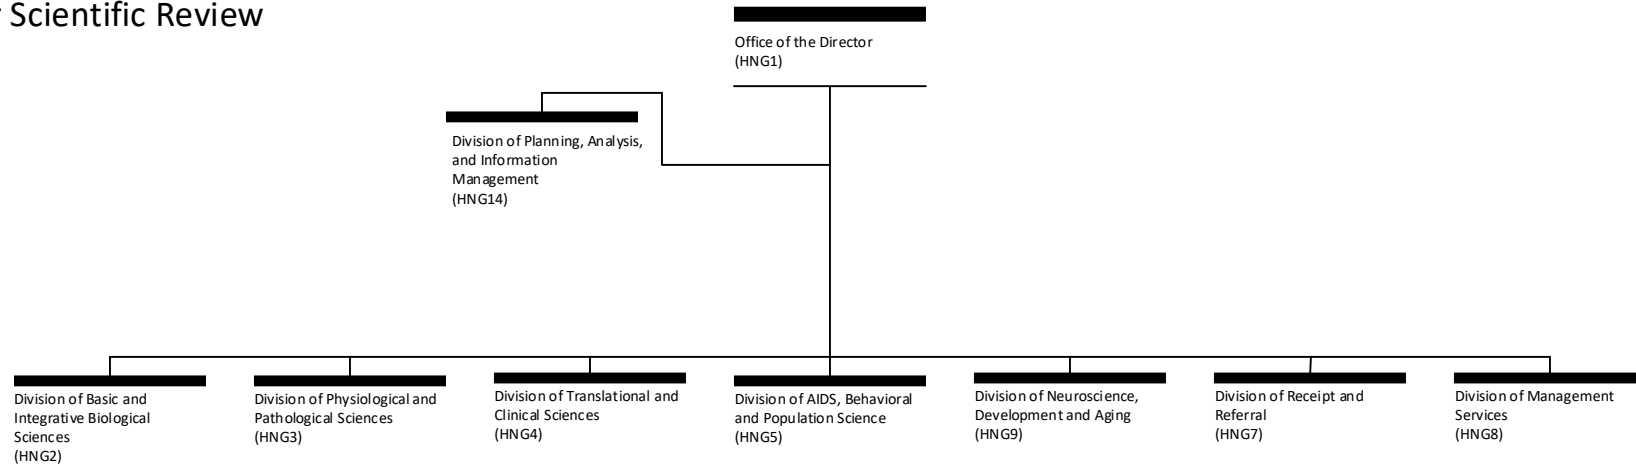 Scientific Review
Office of the Director
(HNG1)
Division of Planning, Analysis,
and Information
Management
(HNG14)
Division of Basic and
Integrative Biological
Sciences
(HNG2)
Division of Physiological and
Pathological Sciences
(HNG3)
Division of Translational and
Clinical Sciences
(HNG4)
Division of AIDS, Behavioral
and Population Science
(HNG5)
Division of Neuroscience,
Development and Aging
(HNG9)
Division of Receipt and
Referral
(HNG7)
Division of Management
Services
(HNG8)